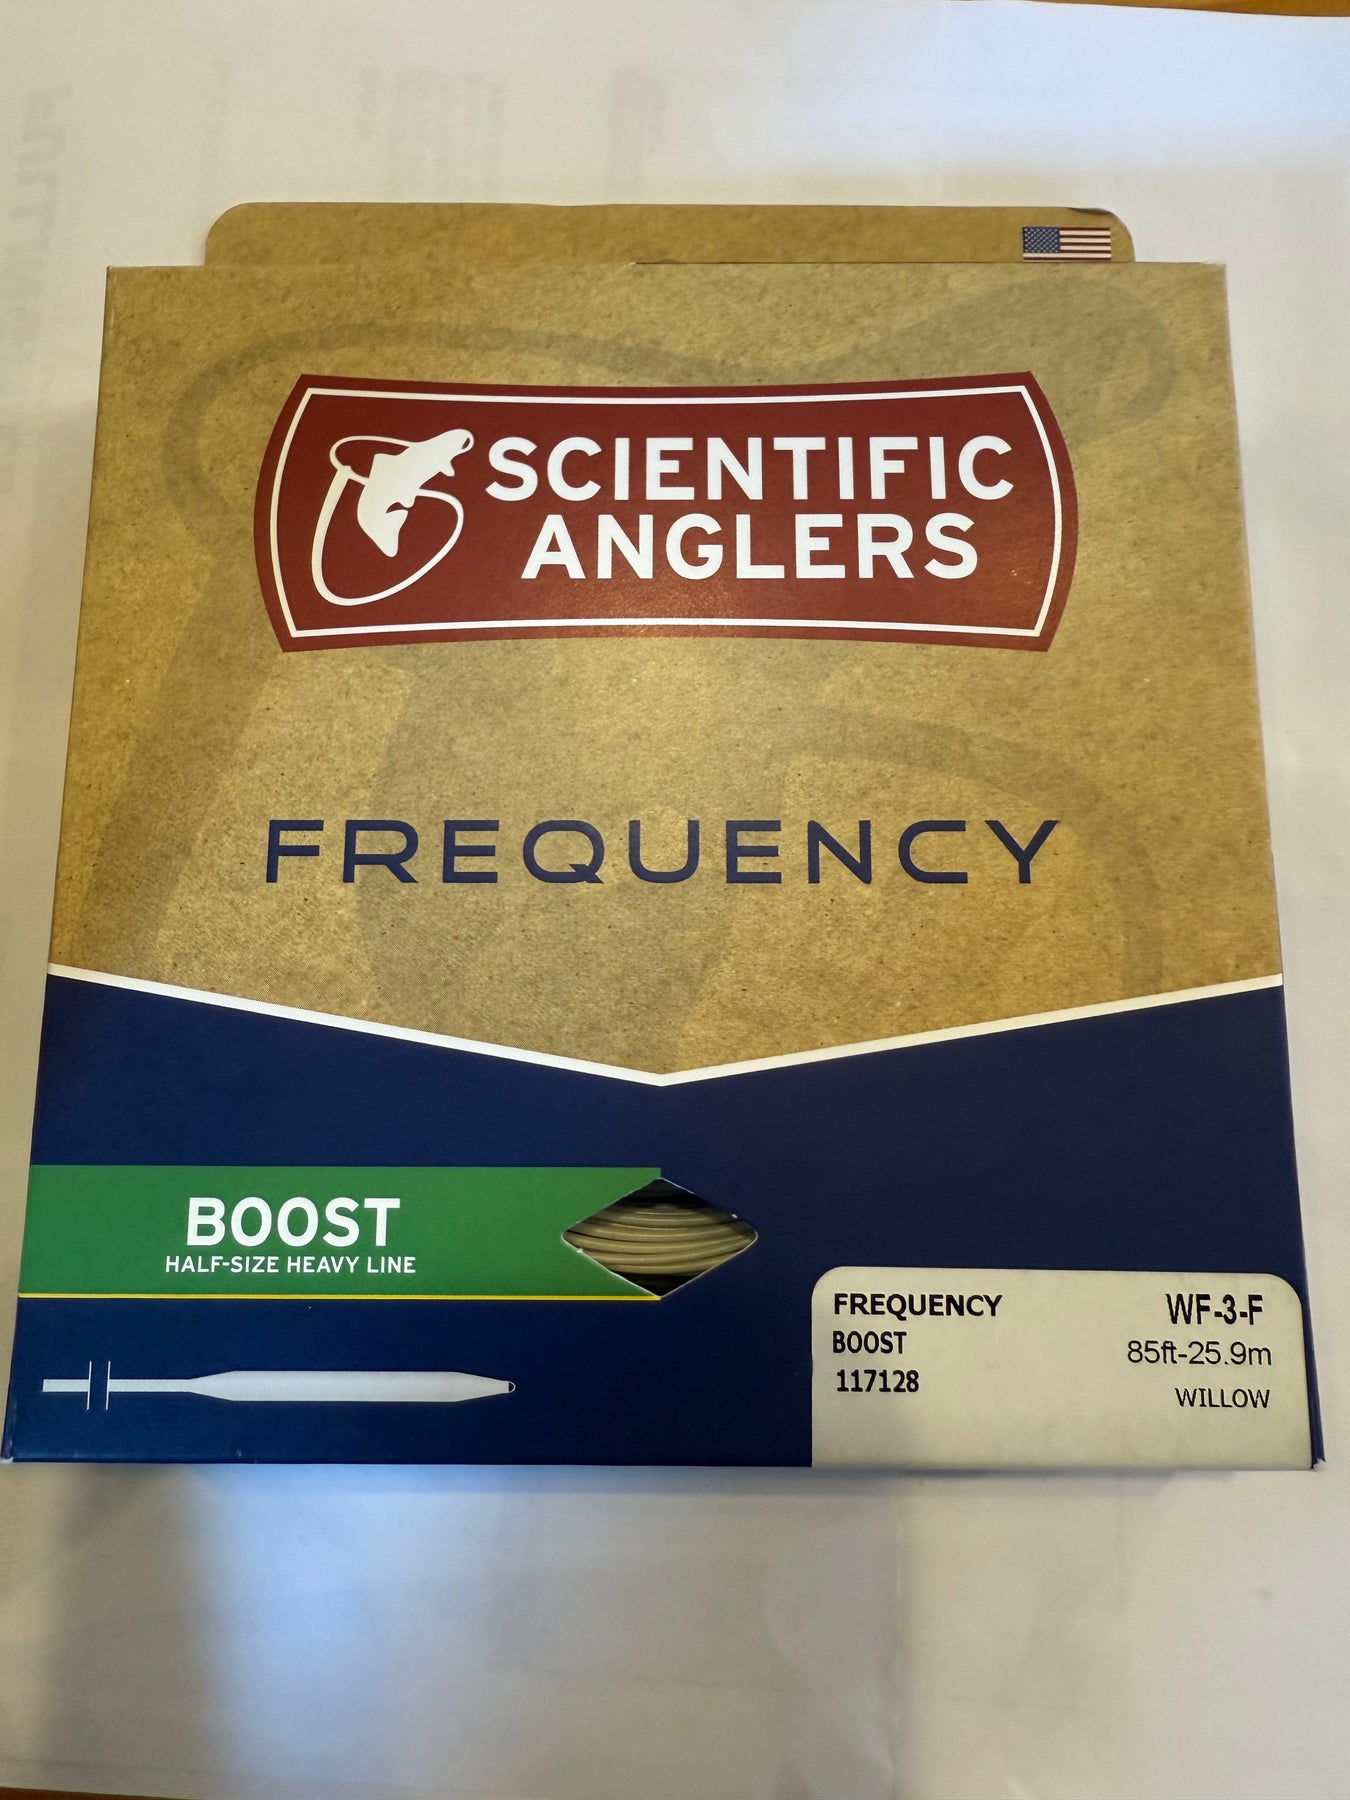 SCIENTIFIC
ANGLERS
FREQUENCY
BOOST
HALF-SIZE HEAVY LINE
FREQUENCY WF-3-F
BOOST 85ft-25.9m
117128 WILLOW